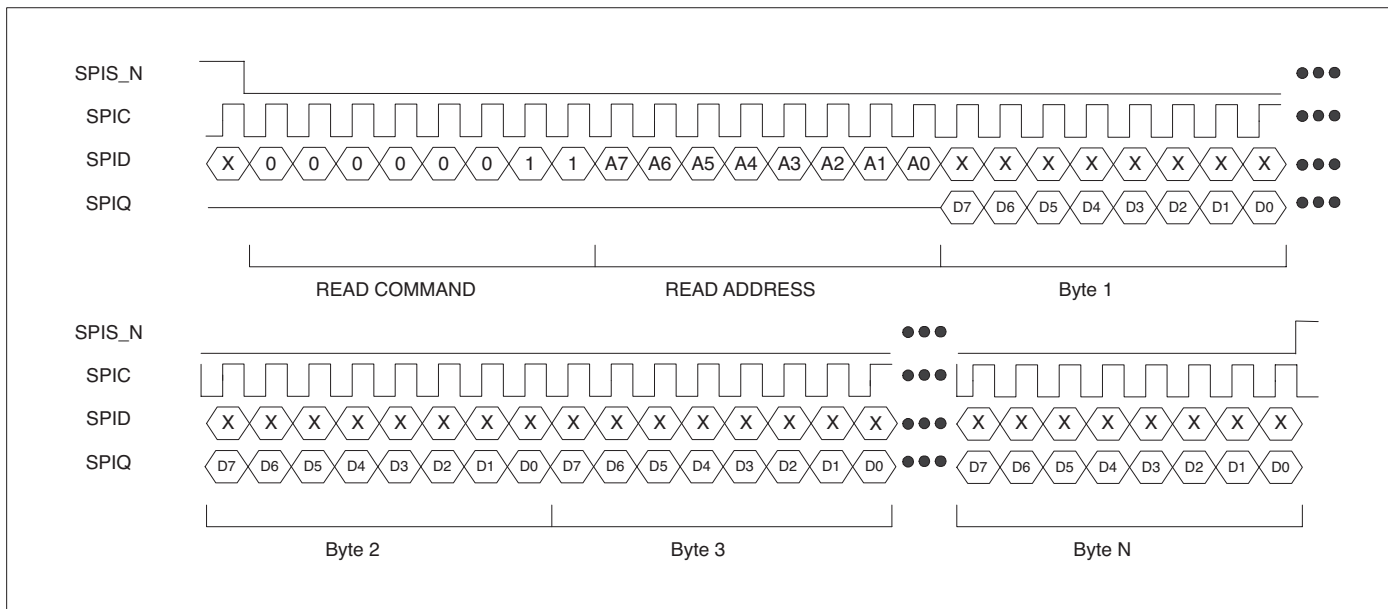 SPIS_N ●●●
SPIC ●●●
SPID X 0 0 0 0 0 0 1 1 A7 A6 A5 A4 A3 A2 A1 A0 X X X X X X X X ●●●
SPIQ D7 D6 D5 D4 D3 D2 D1 D0 ●●●
READ COMMAND READ ADDRESS Byte 1
SPIS_N ●●●
SPIC ●●●
SPID X X X X X X X X X X X X X X X X ●●● X X X X X X X X
SPIQ D7 D6 D5 D4 D3 D2 D1 D0 D7 D6 D5 D4 D3 D2 D1 D0 ●●● D7 D6 D5 D4 D3 D2 D1 D0
Byte 2 Byte 3 Byte N